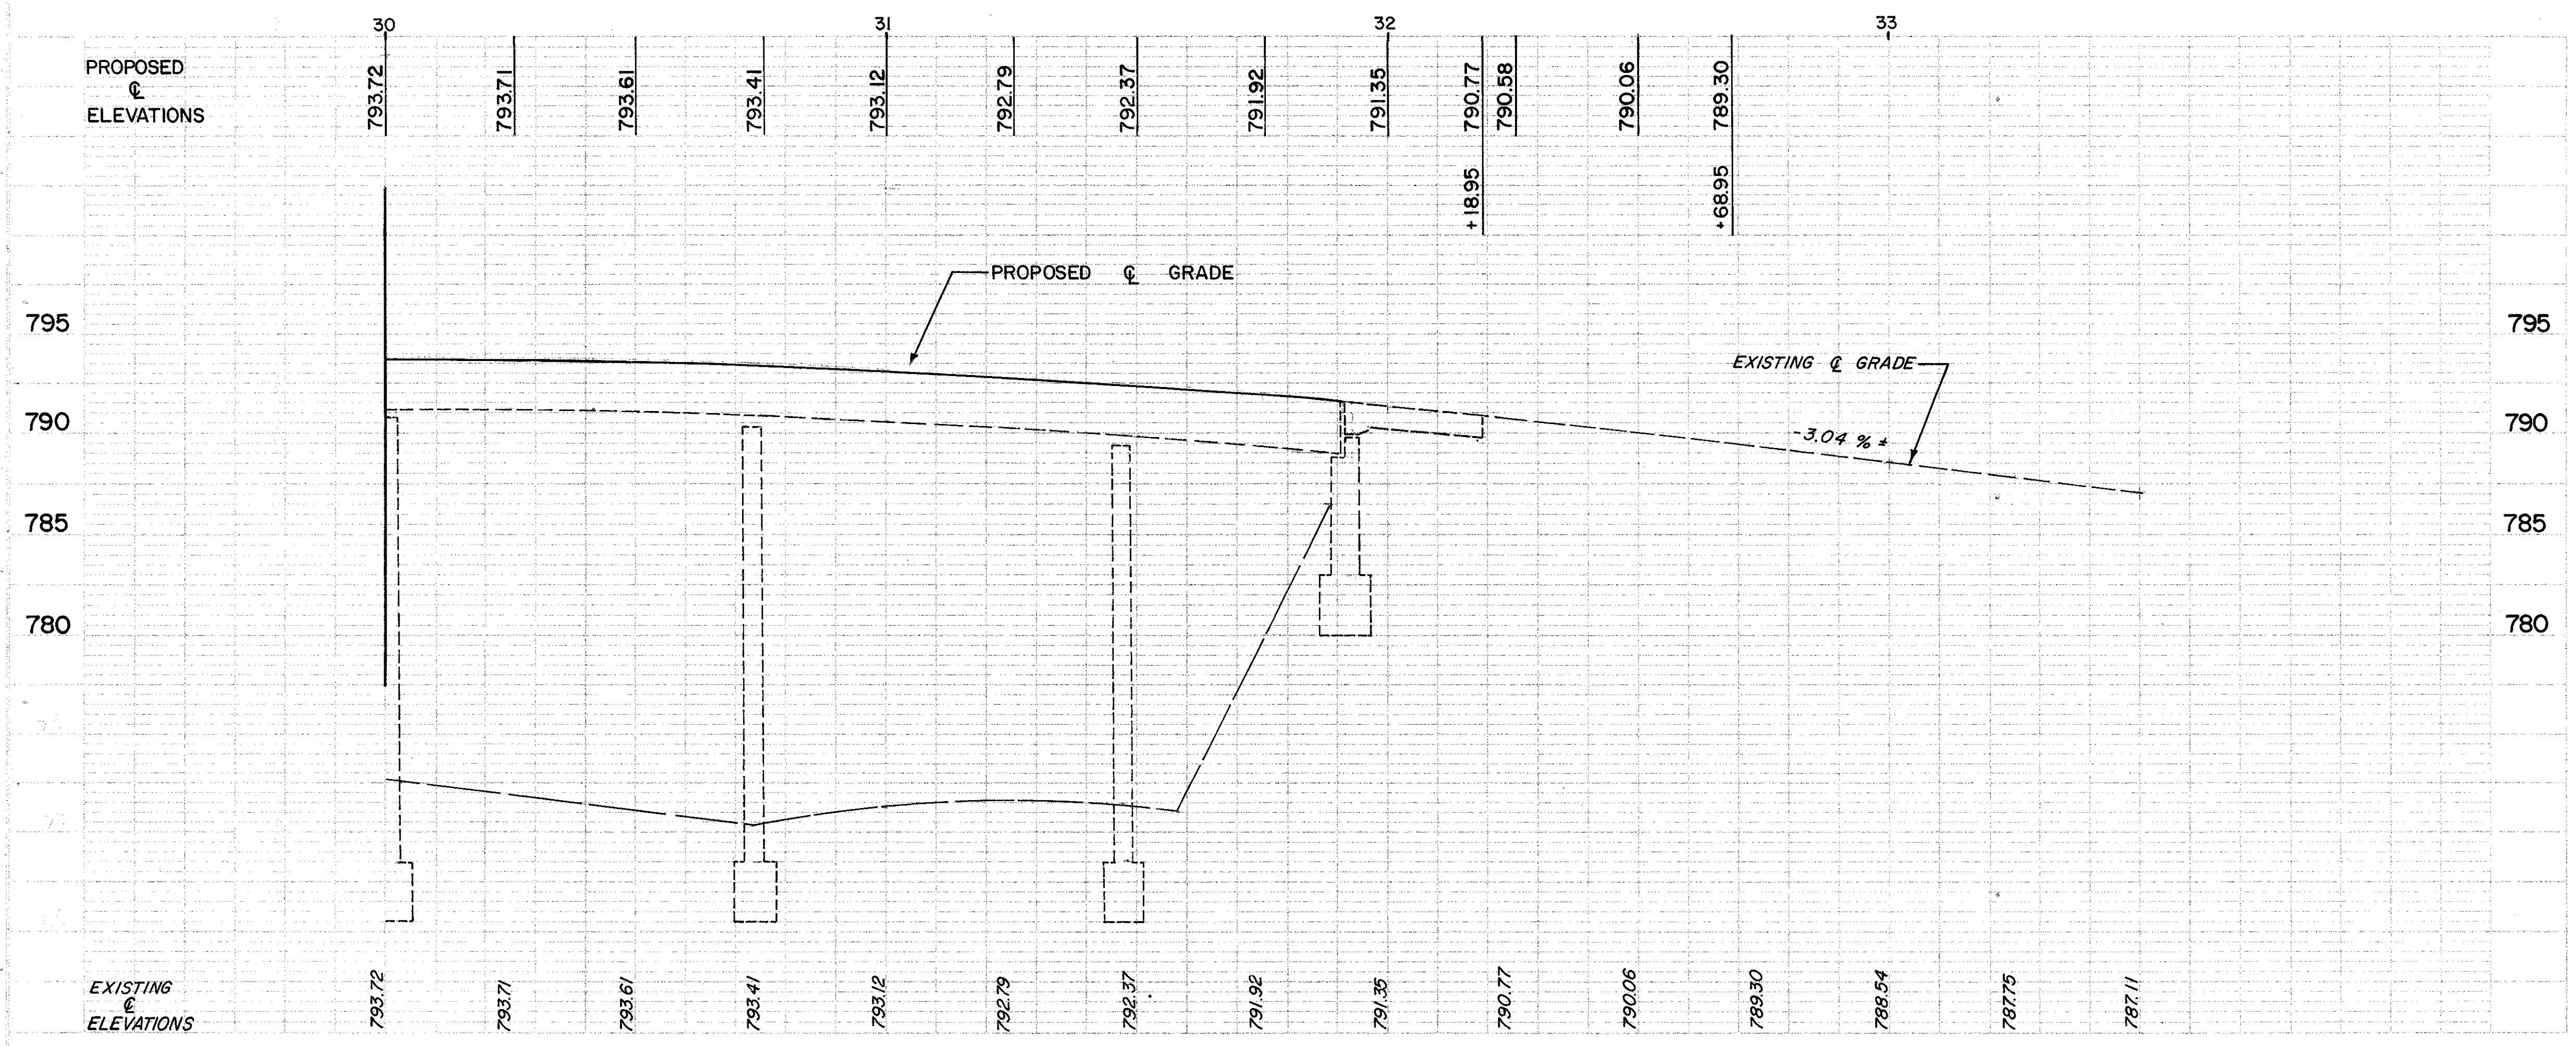 30 31 32 33
PROPOSED
℄
ELEVATIONS
793.72 793.71 793.61 793.41 793.12 792.79 792.37 791.92 791.35 790.77 790.58 790.06 789.30
+18.95 +68.95
PROPOSED ℄ GRADE
795 795
EXISTING ℄ GRADE
790 790
-3.04 % ±
785 785
780 780
EXISTING
℄
ELEVATIONS
793.72 793.71 793.61 793.41 793.12 792.79 792.37 791.92 791.35 790.77 790.06 789.30 788.54 787.75 787.11